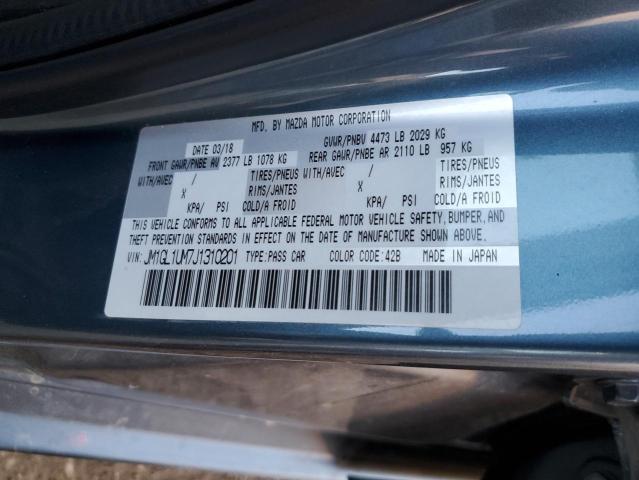 MFD. BY MAZDA MOTOR CORPORATION
DATE 03/18 GVWR/PNBV 4473 LB 2029 KG
FRONT GAWR/PNBE AV 2377 LB 1078 KG REAR GAWR/PNBE AR 2110 LB 957 KG
WITH/AVEC / TIRES/PNEUS WITH/AVEC / TIRES/PNEUS
X RIMS/JANTES X RIMS/JANTES
KPA/ PSI COLD/A FROID KPA/ PSI COLD/A FROID
THIS VEHICLE CONFORMS TO ALL APPLICABLE FEDERAL MOTOR VEHICLE SAFETY, BUMPER, AND
THEFT PREVENTION STANDARDS IN EFFECT ON THE DATE OF MANUFACTURE SHOWN ABOVE.
VIN: JM1GL1UM7J1310201 TYPE: PASS CAR COLOR CODE: 42B MADE IN JAPAN